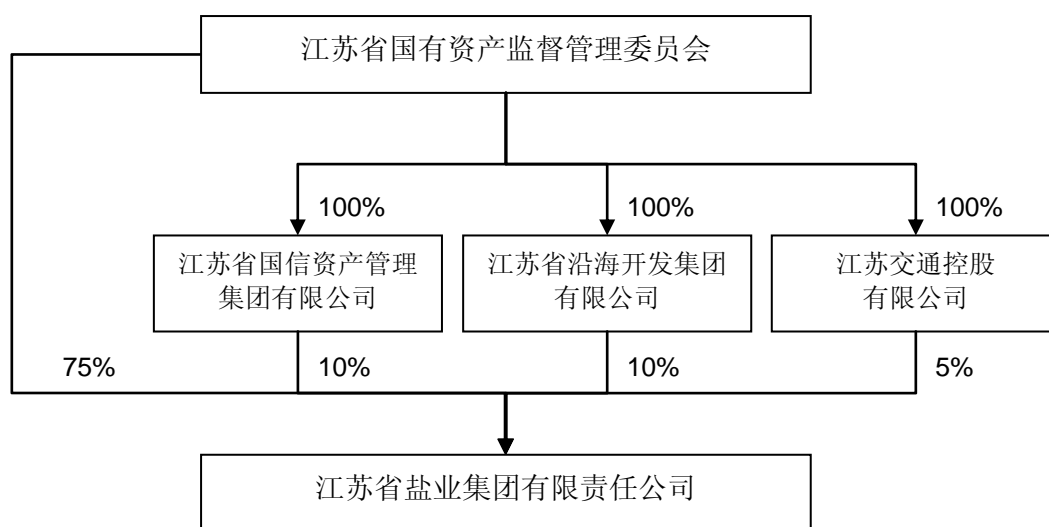 江苏省国有资产监督管理委员会
100%
100%
100%
江苏省国信资产管理
集团有限公司
江苏省沿海开发集团
有限公司
江苏交通控股
有限公司
75%
10%
10%
5%
江苏省盐业集团有限责任公司